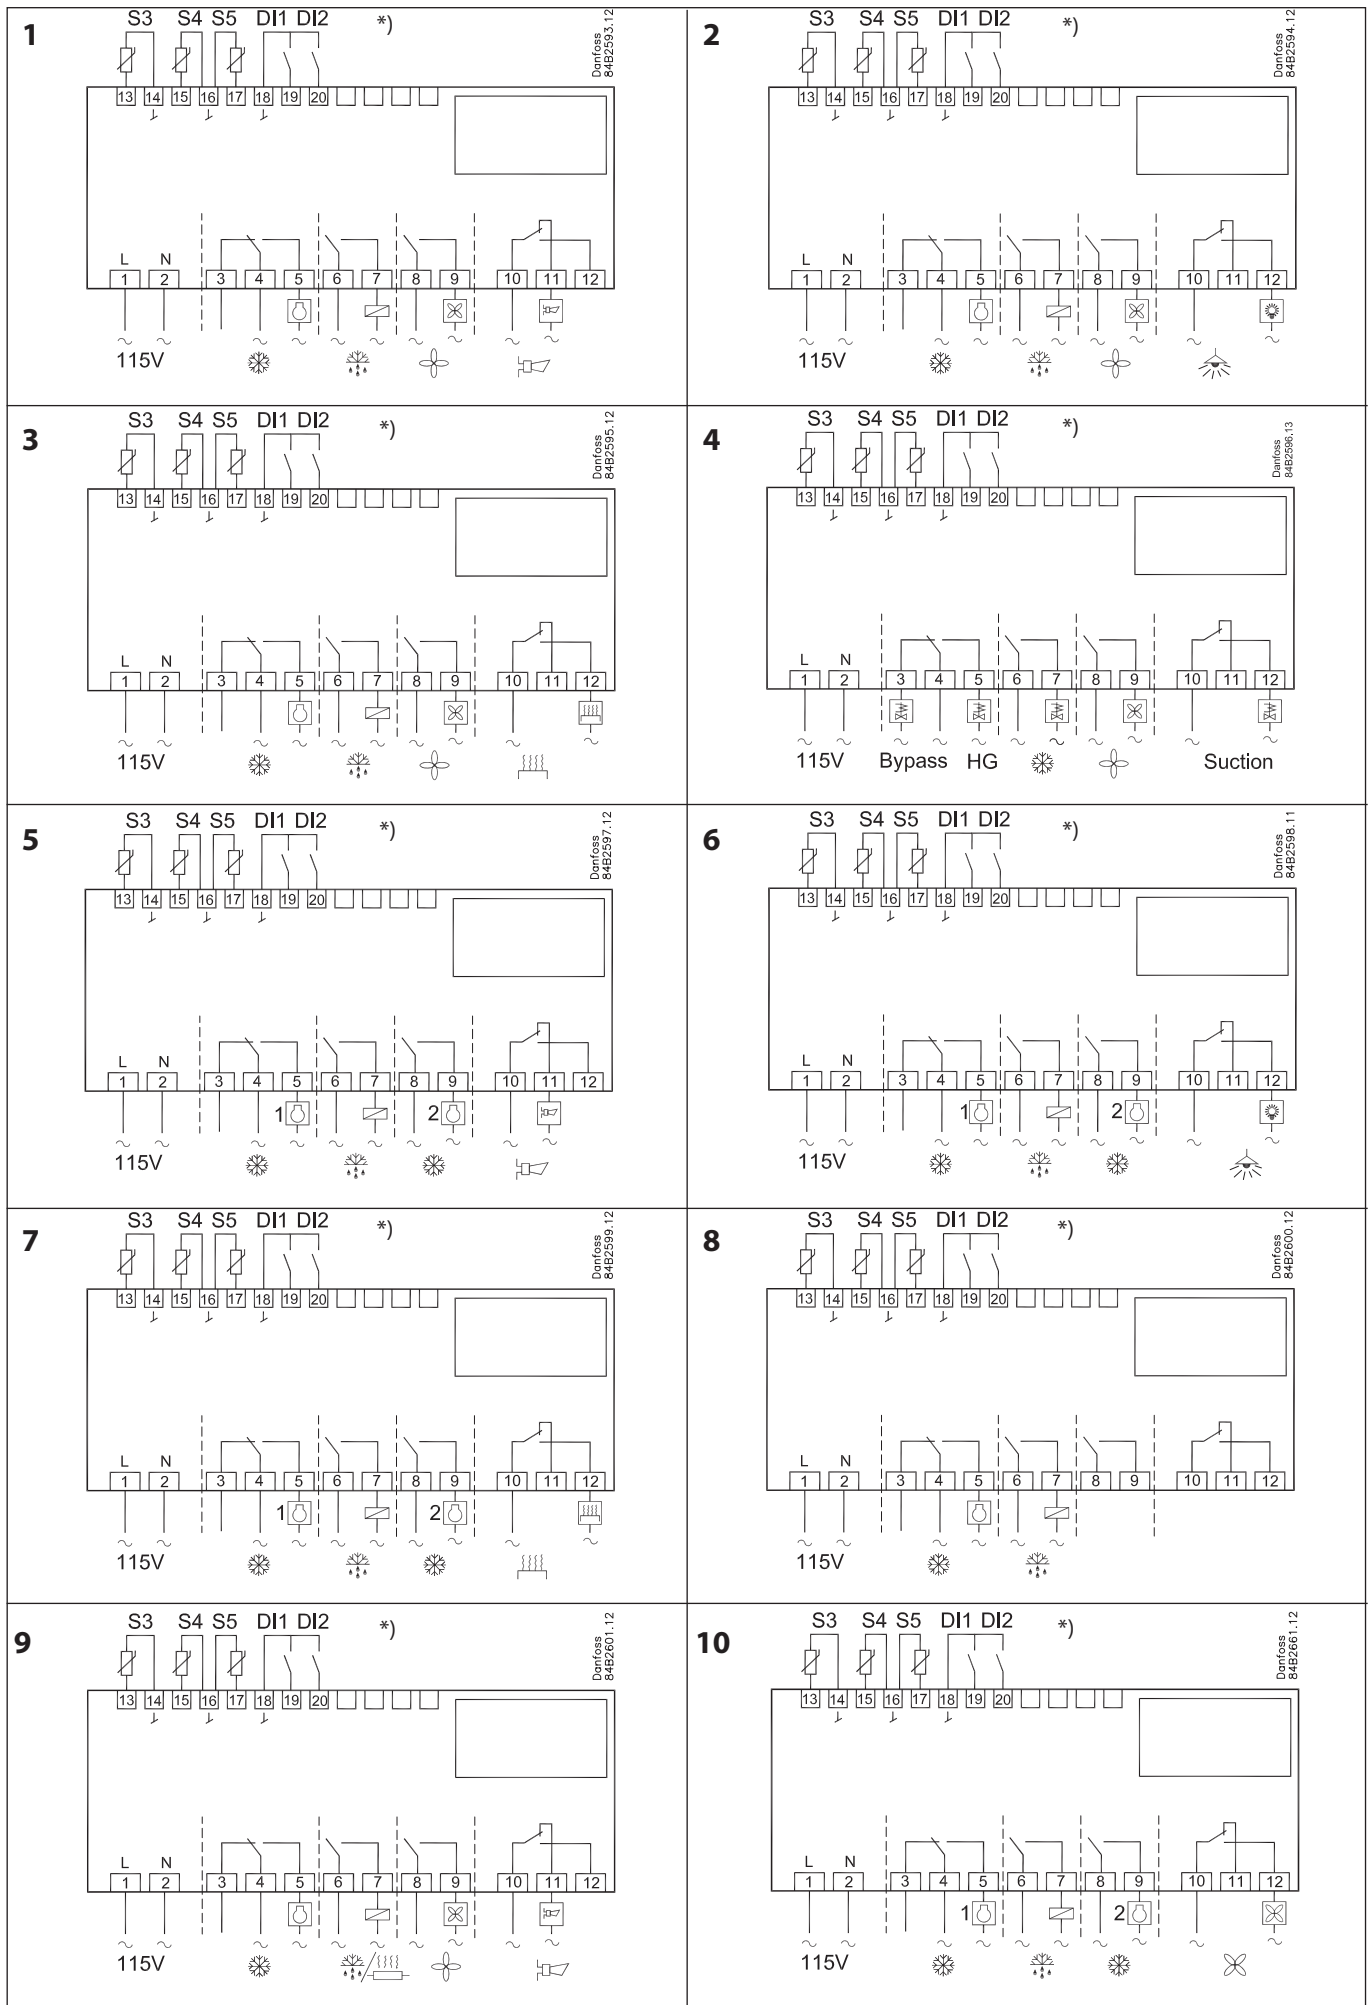 1
S3 S4 S5 DI1 DI2 *)
Danfoss
84B2593.12
13 14 15 16 17 18 19 20
L N
1 2 3 4 5 6 7 8 9 10 11 12
115V
2
S3 S4 S5 DI1 DI2 *)
Danfoss
84B2594.12
13 14 15 16 17 18 19 20
L N
1 2 3 4 5 6 7 8 9 10 11 12
115V
3
S3 S4 S5 DI1 DI2 *)
Danfoss
84B2595.12
13 14 15 16 17 18 19 20
L N
1 2 3 4 5 6 7 8 9 10 11 12
115V
4
S3 S4 S5 DI1 DI2 *)
Danfoss
84B2596.13
13 14 15 16 17 18 19 20
L N
1 2 3 4 5 6 7 8 9 10 11 12
115V Bypass HG Suction
5
S3 S4 S5 DI1 DI2 *)
Danfoss
84B2597.12
13 14 15 16 17 18 19 20
L N
1 2 3 4 5 6 7 8 9 10 11 12
1 2
115V
6
S3 S4 S5 DI1 DI2 *)
Danfoss
84B2598.11
13 14 15 16 17 18 19 20
L N
1 2 3 4 5 6 7 8 9 10 11 12
1 2
115V
7
S3 S4 S5 DI1 DI2 *)
Danfoss
84B2599.12
13 14 15 16 17 18 19 20
L N
1 2 3 4 5 6 7 8 9 10 11 12
1 2
115V
8
S3 S4 S5 DI1 DI2 *)
Danfoss
84B2600.12
13 14 15 16 17 18 19 20
L N
1 2 3 4 5 6 7 8 9 10 11 12
115V
9
S3 S4 S5 DI1 DI2 *)
Danfoss
84B2601.12
13 14 15 16 17 18 19 20
L N
1 2 3 4 5 6 7 8 9 10 11 12
115V
10
S3 S4 S5 DI1 DI2 *)
Danfoss
84B2661.12
13 14 15 16 17 18 19 20
L N
1 2 3 4 5 6 7 8 9 10 11 12
1 2
115V